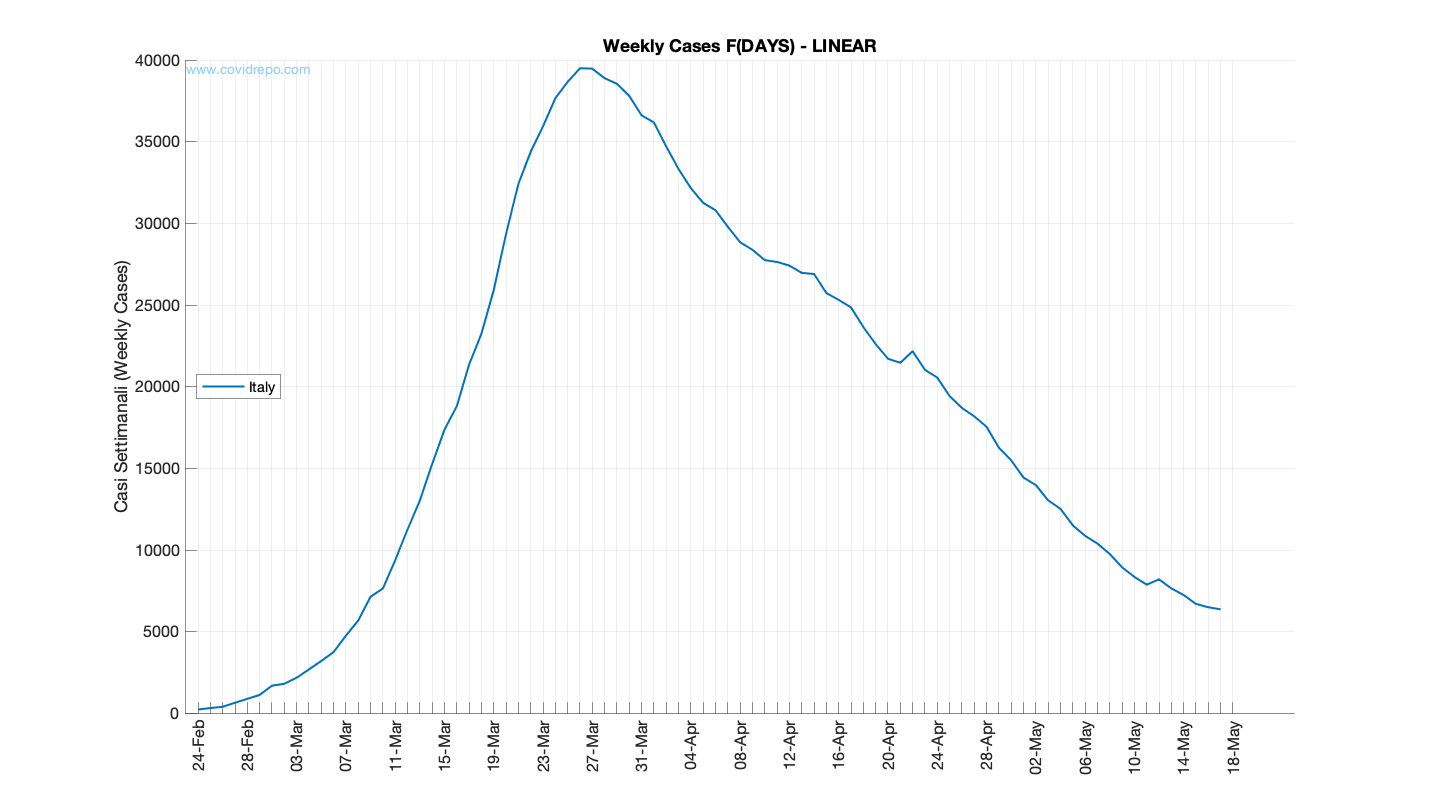 Weekly Cases F(DAYS) - LINEAR
www.covidrepo.com
Casi Settimanali (Weekly Cases)
40000
35000
30000
25000
20000
15000
10000
5000
0
Italy
24-Feb
28-Feb
03-Mar
07-Mar
11-Mar
15-Mar
19-Mar
23-Mar
27-Mar
31-Mar
04-Apr
08-Apr
12-Apr
16-Apr
20-Apr
24-Apr
28-Apr
02-May
06-May
10-May
14-May
18-May